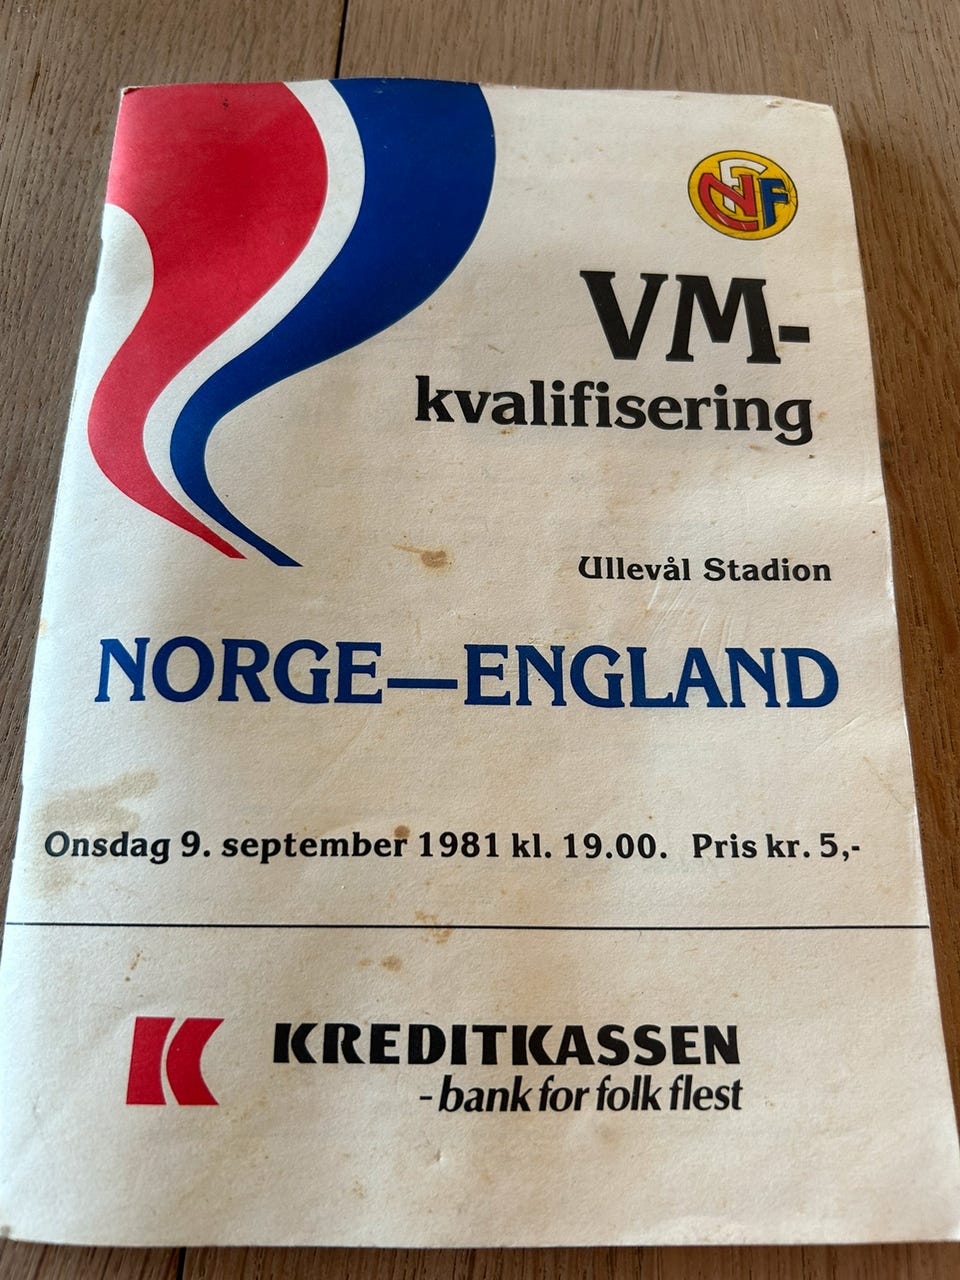 NFF
VM-
kvalifisering
Ullevål Stadion
NORGE—ENGLAND
Onsdag 9. september 1981 kl. 19.00. Pris kr. 5,-
K KREDITKASSEN
- bank for folk flest